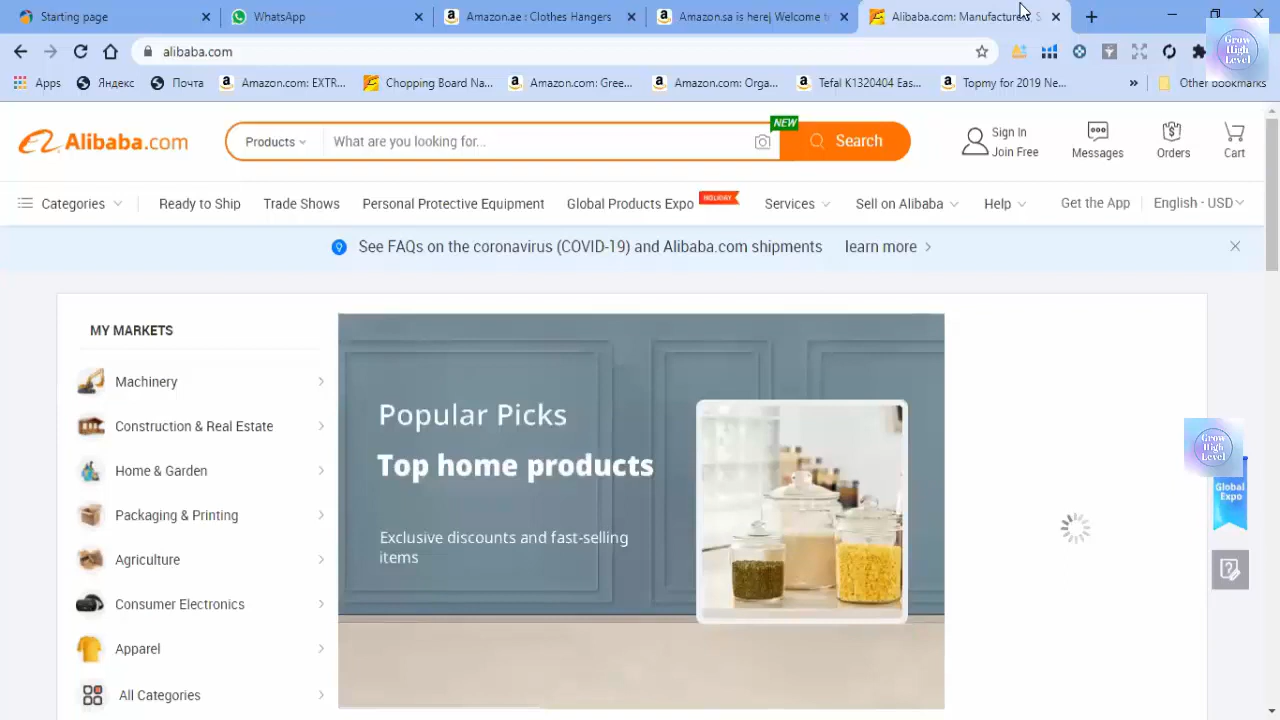 Products
WhatsApp
Amazon.ae : Clothes Hangers
Amazon.sa is here| Welcome to
Alibaba.com: Manufacturers, S
alibaba.com
Apps
Яндекс
Почта
Amazon.com: EXTR...
Chopping Board Na...
Amazon.com: Gree...
Amazon.com: Orga...
Tefal K1320404 Eas...
Topmy for 2019 Ne...
Other bookmarks
Grow
High
Level
Alibaba.com
Products
What are you looking for...
NEW
Search
Sign In
Join Free
Messages
Orders
Cart
Categories
Ready to Ship
Trade Shows
Personal Protective Equipment
Global Products Expo
Services
Sell on Alibaba
Help
Get the App
English - USD
See FAQs on the coronavirus (COVID-19) and Alibaba.com shipments
learn more
MY MARKETS
Machinery
Construction & Real Estate
Home & Garden
Packaging & Printing
Agriculture
Consumer Electronics
Apparel
All Categories
Popular Picks
Top home products
Exclusive discounts and fast-selling
items
Grow
High
Level
Global
Expo